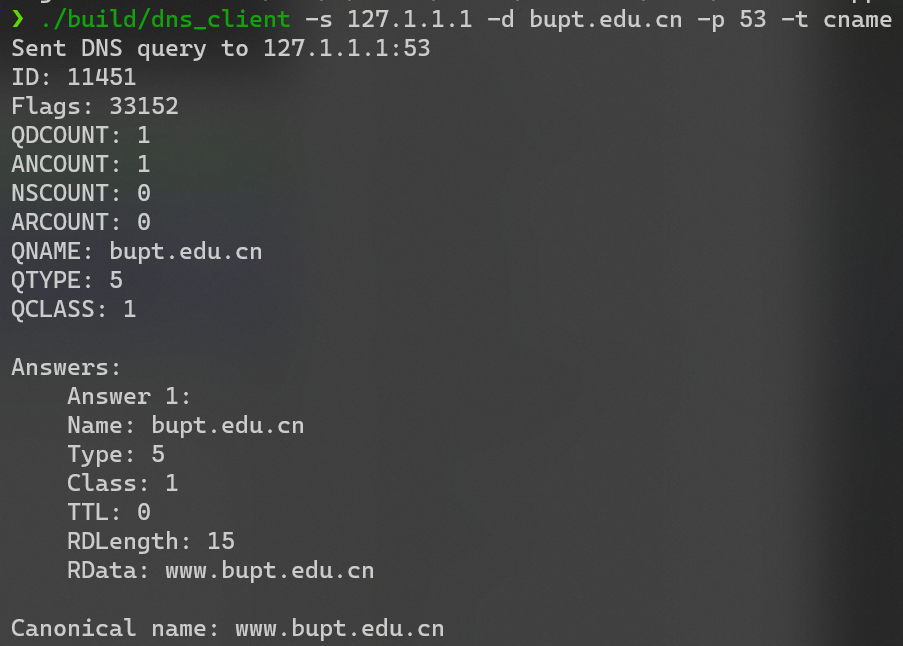 ❯ ./build/dns_client -s 127.1.1.1 -d bupt.edu.cn -p 53 -t cname
Sent DNS query to 127.1.1.1:53
ID: 11451
Flags: 33152
QDCOUNT: 1
ANCOUNT: 1
NSCOUNT: 0
ARCOUNT: 0
QNAME: bupt.edu.cn
QTYPE: 5
QCLASS: 1
Answers:
Answer 1:
Name: bupt.edu.cn
Type: 5
Class: 1
TTL: 0
RDLength: 15
RData: www.bupt.edu.cn
Canonical name: www.bupt.edu.cn